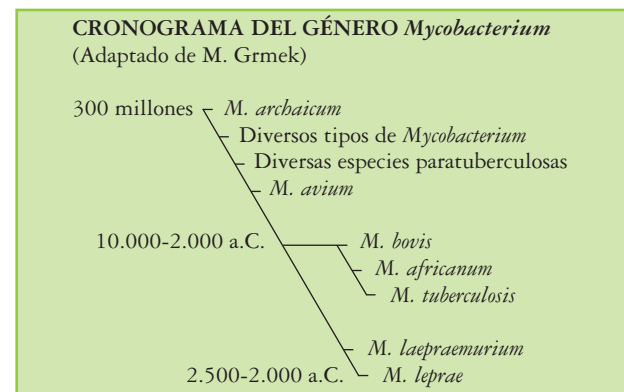 CRONOGRAMA DEL GÉNERO Mycobacterium
(Adaptado de M. Grmek)
300 millones M. archaicum
Diversos tipos de Mycobacterium
Diversas especies paratuberculosas
M. avium
10.000-2.000 a.C. M. bovis
M. africanum
M. tuberculosis
M. laepraemurium
2.500-2.000 a.C. M. leprae